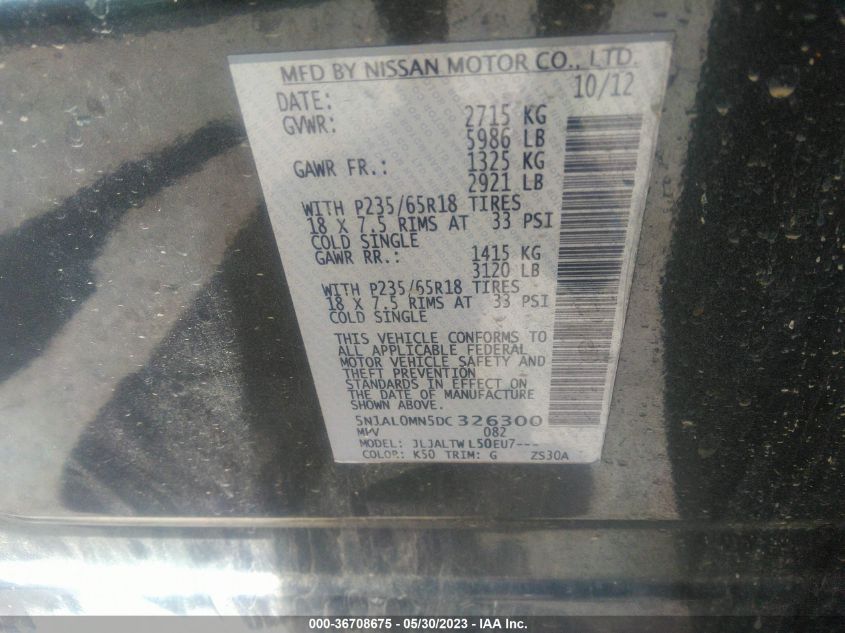 MFD BY NISSAN MOTOR CO., LTD.
DATE: 10/12
GVWR: 2715 KG
5986 LB
GAWR FR.: 1325 KG
2921 LB
WITH P235/65R18 TIRES
18 X 7.5 RIMS AT 33 PSI
COLD SINGLE
GAWR RR.: 1415 KG
3120 LB
WITH P235/65R18 TIRES
18 X 7.5 RIMS AT 33 PSI
COLD SINGLE
THIS VEHICLE CONFORMS TO
ALL APPLICABLE FEDERAL
MOTOR VEHICLE SAFETY AND
THEFT PREVENTION
STANDARDS IN EFFECT ON
THE DATE OF MANUFACTURE
SHOWN ABOVE.
5N1AL0MN5DC326300
MPV 082
MODEL: JLJALTWL50EU7---
COLOR: K50 TRIM: G ZS30A
000-36708675 - 05/30/2023 - IAA Inc.